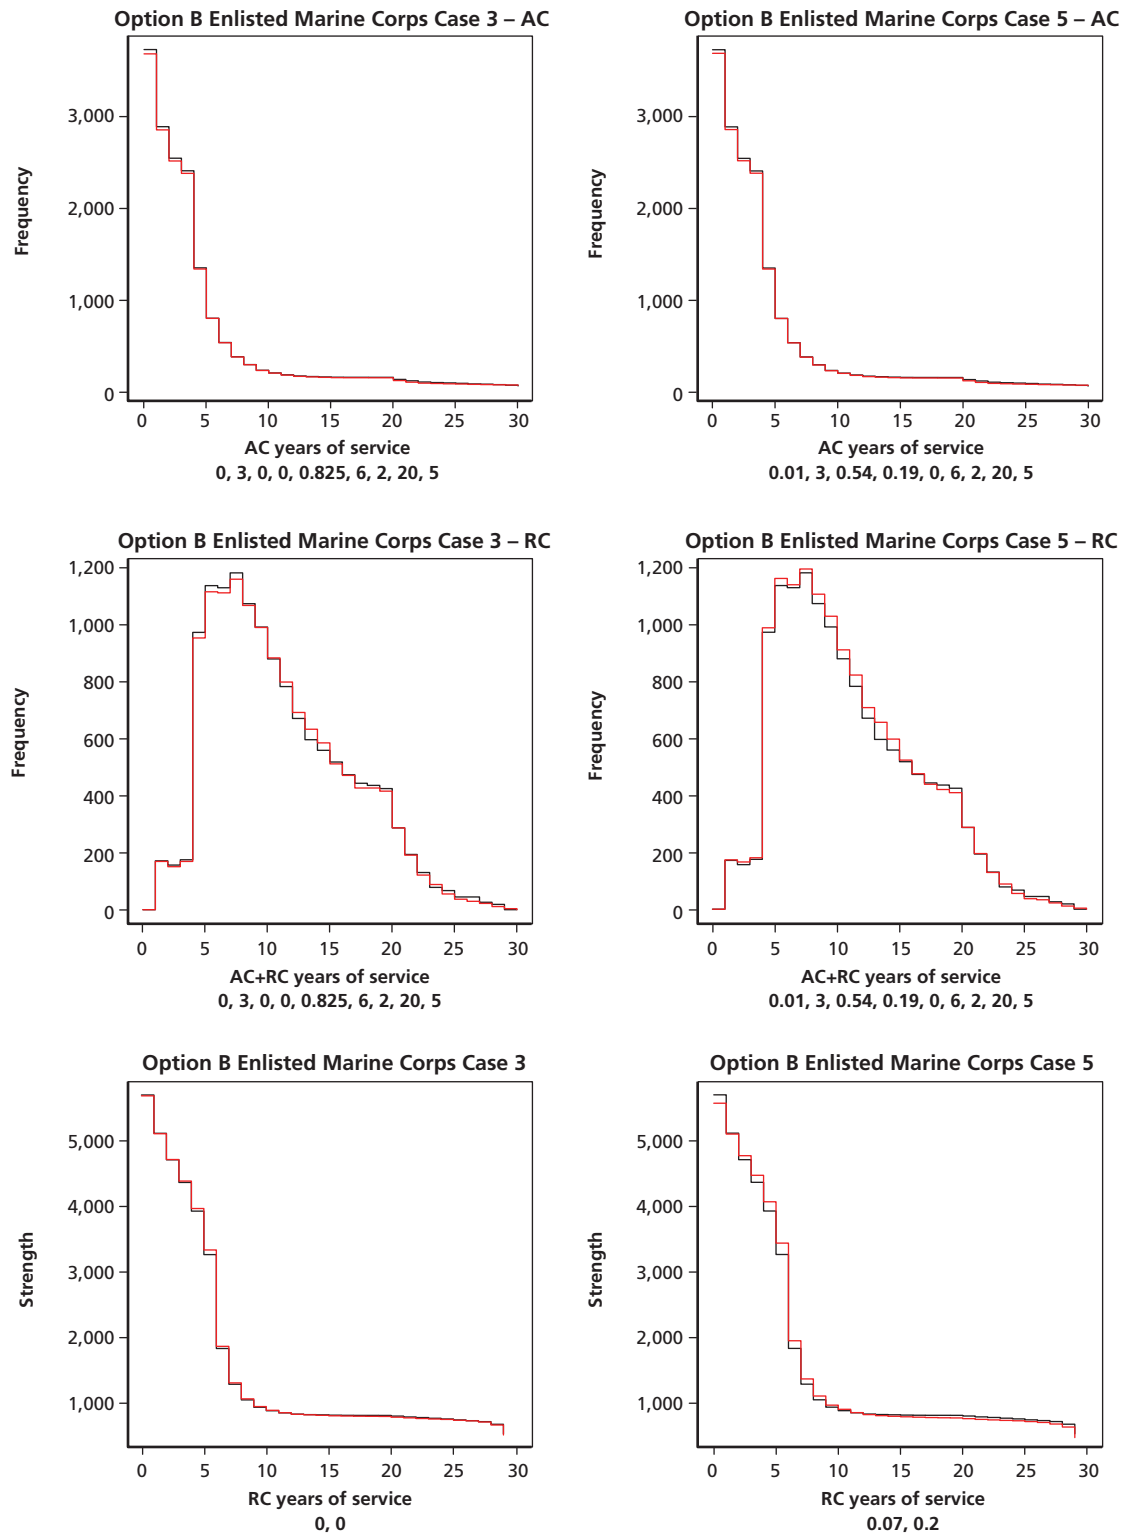 Option B Enlisted Marine Corps Case 3 – AC
Frequency
3,000
2,000
1,000
0
0 5 10 15 20 25 30
AC years of service
0, 3, 0, 0, 0.825, 6, 2, 20, 5
Option B Enlisted Marine Corps Case 5 – AC
Frequency
3,000
2,000
1,000
0
0 5 10 15 20 25 30
AC years of service
0.01, 3, 0.54, 0.19, 0, 6, 2, 20, 5
Option B Enlisted Marine Corps Case 3 – RC
Frequency
1,200
1,000
800
600
400
200
0
0 5 10 15 20 25 30
AC+RC years of service
0, 3, 0, 0, 0.825, 6, 2, 20, 5
Option B Enlisted Marine Corps Case 5 – RC
Frequency
1,200
1,000
800
600
400
200
0
0 5 10 15 20 25 30
AC+RC years of service
0.01, 3, 0.54, 0.19, 0, 6, 2, 20, 5
Option B Enlisted Marine Corps Case 3
Strength
5,000
4,000
3,000
2,000
1,000
0 5 10 15 20 25 30
RC years of service
0, 0
Option B Enlisted Marine Corps Case 5
Strength
5,000
4,000
3,000
2,000
1,000
0 5 10 15 20 25 30
RC years of service
0.07, 0.2